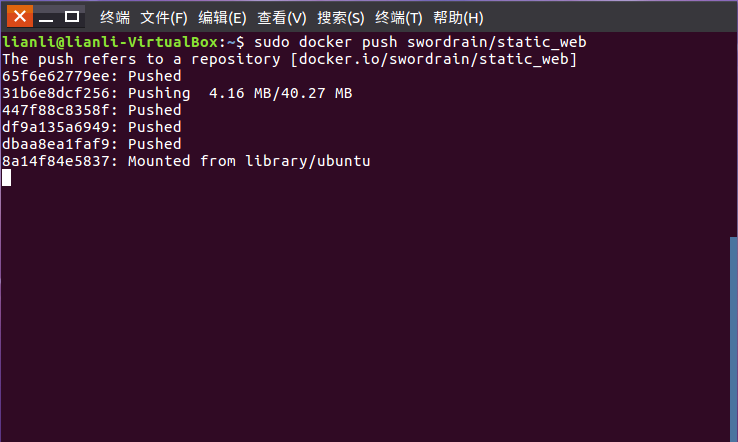 终端 文件(F) 编辑(E) 查看(V) 搜索(S) 终端(T) 帮助(H)
lianli@lianli-VirtualBox:~$ sudo docker push swordrain/static_web
The push refers to a repository [docker.io/swordrain/static_web]
65f6e62779ee: Pushed
31b6e8dcf256: Pushing  4.16 MB/40.27 MB
447f88c8358f: Pushed
df9a135a6949: Pushed
dbaa8ea1faf9: Pushed
8a14f84e5837: Mounted from library/ubuntu